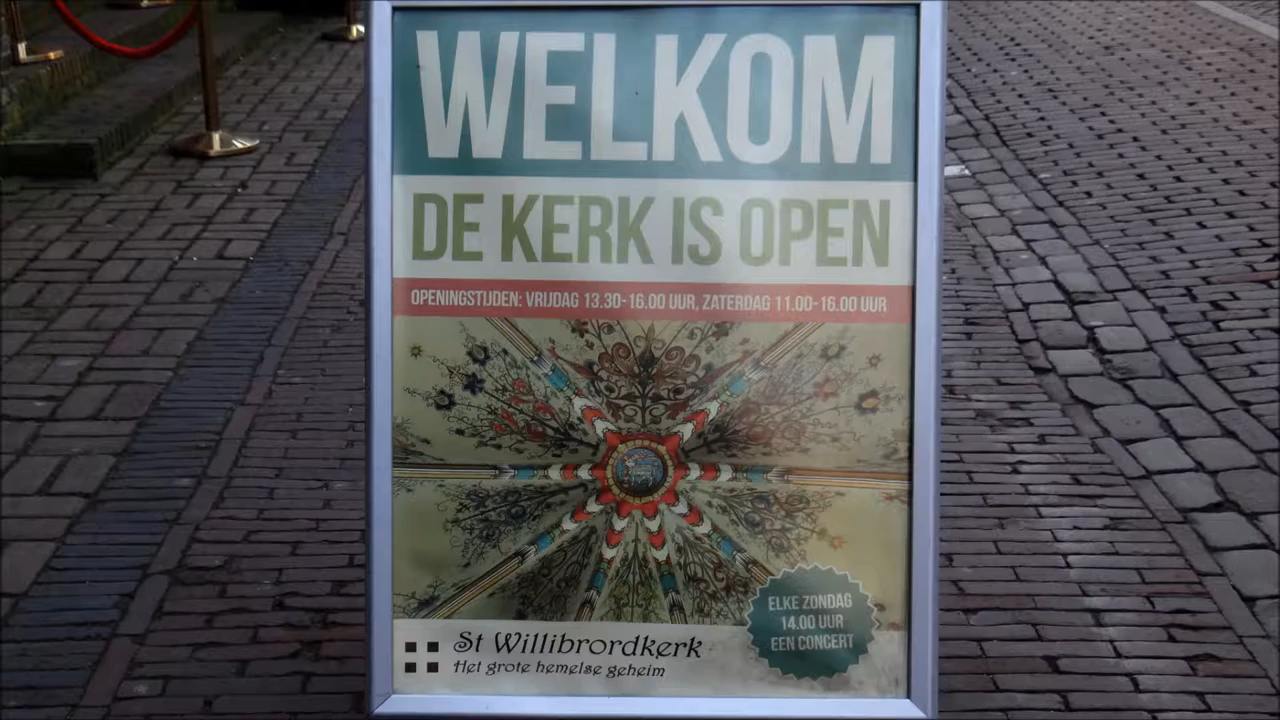 WELKOM
DE KERK IS OPEN
OPENINGSTIJDEN: VRIJDAG 13.30-16.00 UUR, ZATERDAG 11.00-16.00 UUR
ELKE ZONDAG
14.00 UUR
EEN CONCERT
St Willibrordkerk
Het grote hemelse geheim